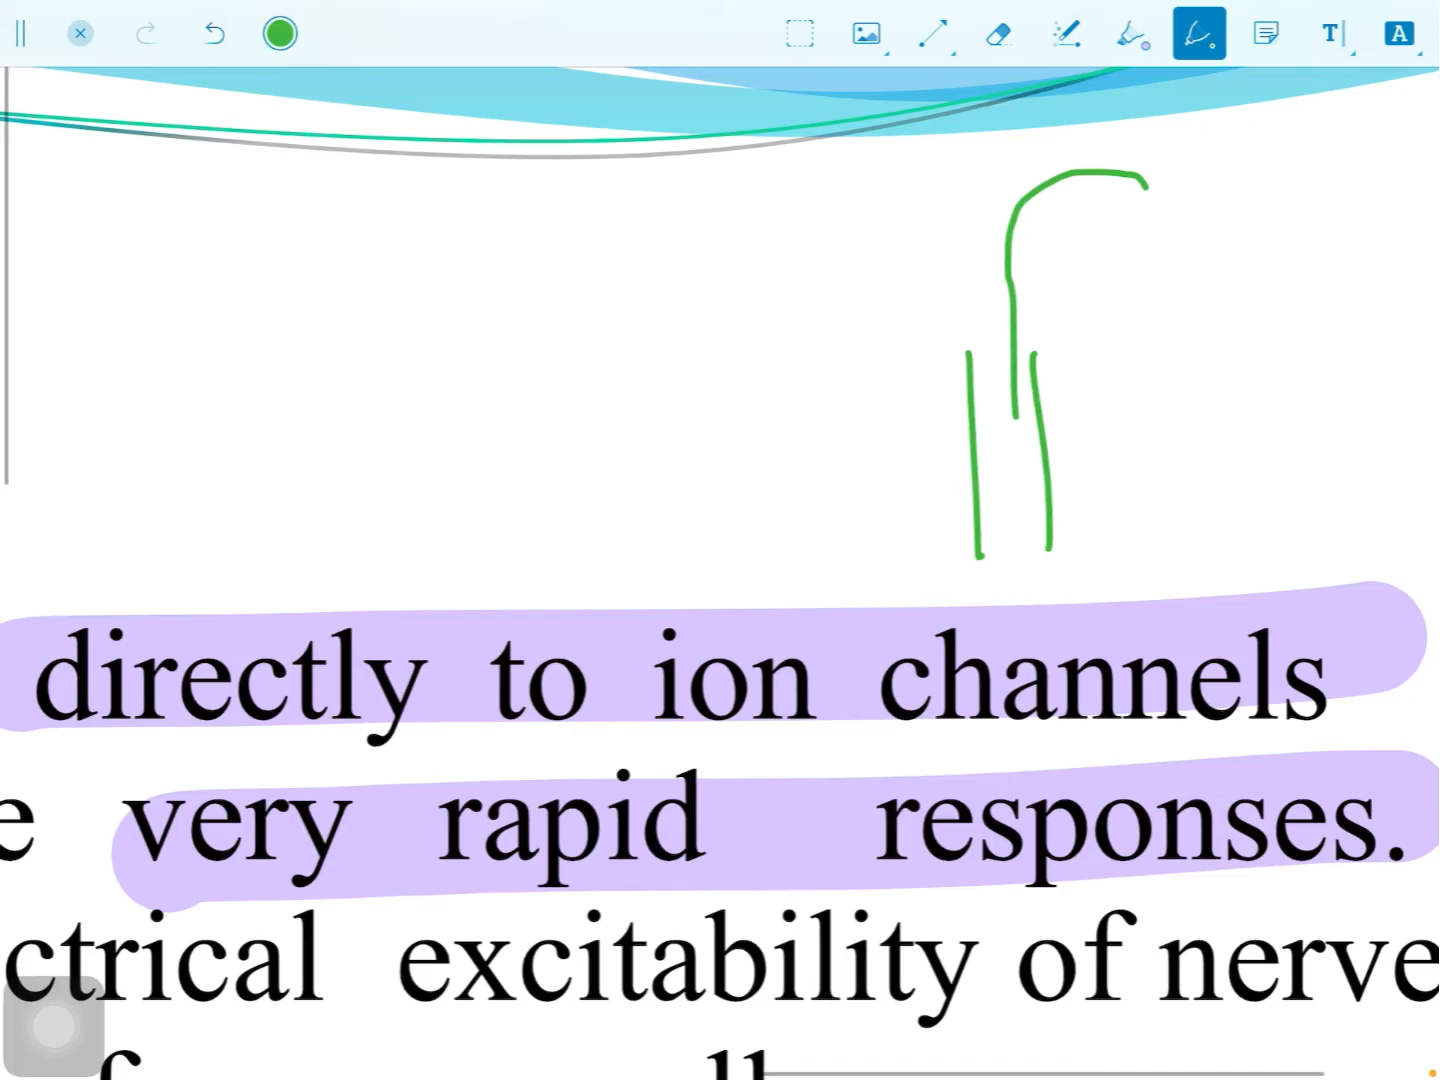 T A
directly to ion channels
e very rapid responses.
ctrical excitability of nerve